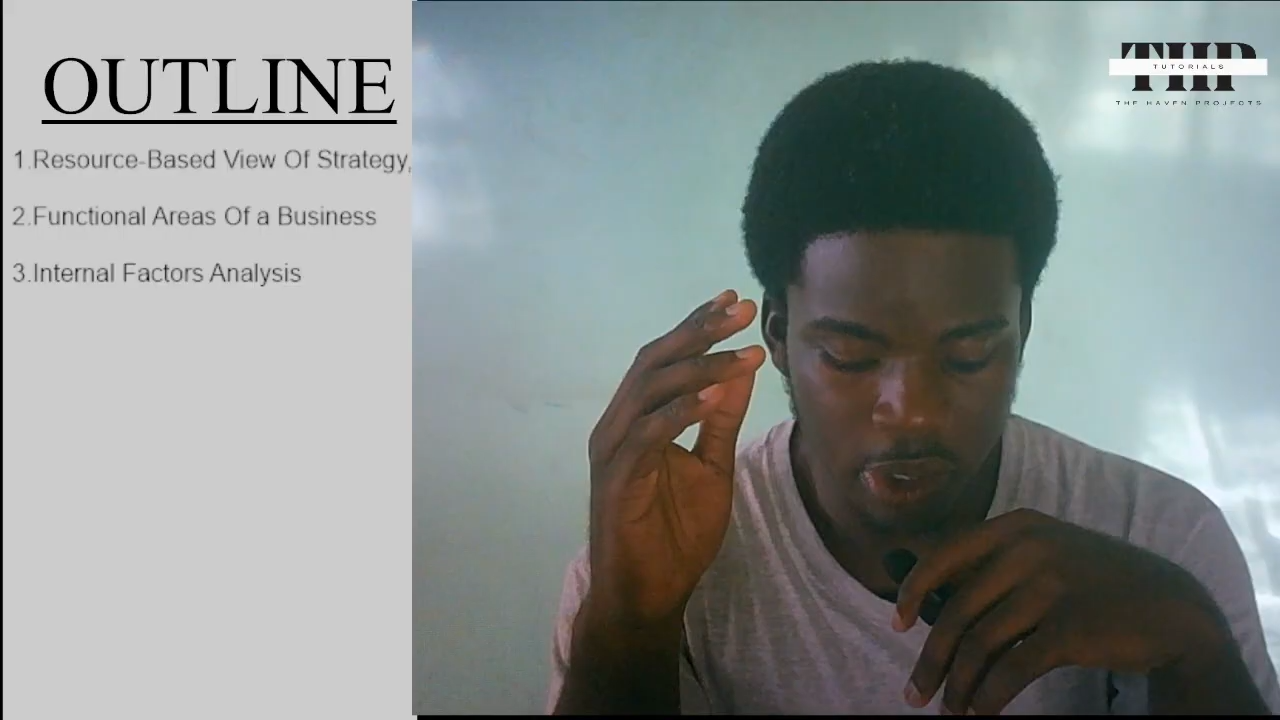 OUTLINE
1.Resource-Based View Of Strategy,
2.Functional Areas Of a Business
3.Internal Factors Analysis
THP
TUTORIALS
THE HAVEN PROJECTS